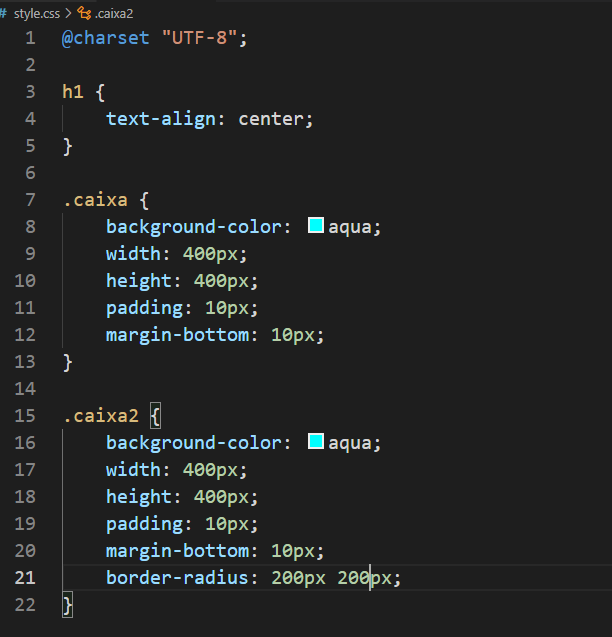 # style.css > .caixa2
1 @charset "UTF-8";
2
3 h1 {
4     text-align: center;
5 }
6
7 .caixa {
8     background-color: aqua;
9     width: 400px;
10     height: 400px;
11     padding: 10px;
12     margin-bottom: 10px;
13 }
14
15 .caixa2 {
16     background-color: aqua;
17     width: 400px;
18     height: 400px;
19     padding: 10px;
20     margin-bottom: 10px;
21     border-radius: 200px 200px;
22 }